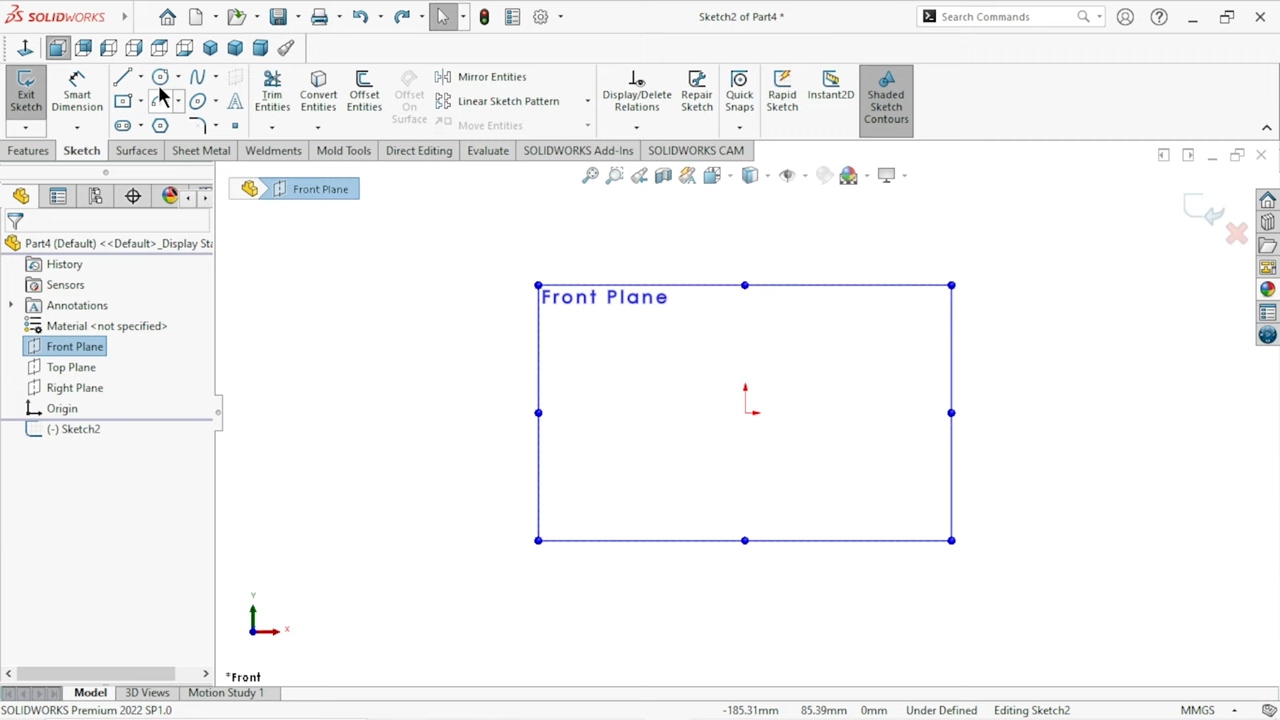 SOLIDWORKS
Sketch2 of Part4 *
Search Commands
Exit Sketch
Smart Dimension
Trim Entities
Convert Entities
Offset Entities
Offset On Surface
Mirror Entities
Linear Sketch Pattern
Move Entities
Display/Delete Relations
Repair Sketch
Quick Snaps
Rapid Sketch
Instant2D
Shaded Sketch Contours
Features
Sketch
Surfaces
Sheet Metal
Weldments
Mold Tools
Direct Editing
Evaluate
SOLIDWORKS Add-Ins
SOLIDWORKS CAM
Front Plane
Part4 (Default) <<Default>_Display Sta
History
Sensors
Annotations
Material <not specified>
Front Plane
Top Plane
Right Plane
Origin
(-) Sketch2
Front Plane
Y
X
*Front
Model
3D Views
Motion Study 1
SOLIDWORKS Premium 2022 SP1.0
-185.31mm
85.39mm
0mm
Under Defined
Editing Sketch2
MMGS